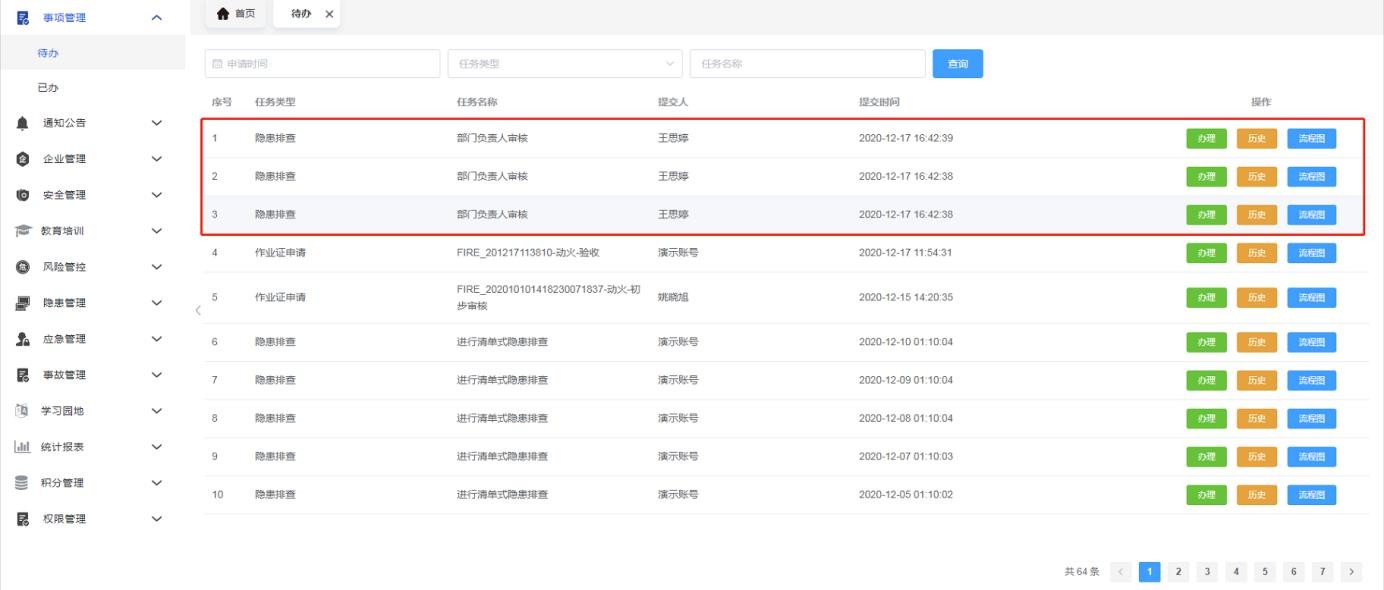 事项管理
待办
已办
通知公告
企业管理
安全管理
教育培训
风险管控
隐患管理
应急管理
事故管理
学习园地
统计报表
积分管理
权限管理
首页 待办
申请时间 任务类型 任务名称 查询
序号 任务类型 任务名称 提交人 提交时间 操作
1 隐患排查 部门负责人审核 王思婷 2020-12-17 16:42:39 办理 历史 流程图
2 隐患排查 部门负责人审核 王思婷 2020-12-17 16:42:38 办理 历史 流程图
3 隐患排查 部门负责人审核 王思婷 2020-12-17 16:42:38 办理 历史 流程图
4 作业证申请 FIRE_201217113810-动火-验收 演示账号 2020-12-17 11:54:31 办理 历史 流程图
5 作业证申请 FIRE_202010101418230071837-动火-初
步审核 姚晓旭 2020-12-15 14:20:35 办理 历史 流程图
6 隐患排查 进行清单式隐患排查 演示账号 2020-12-10 01:10:04 办理 历史 流程图
7 隐患排查 进行清单式隐患排查 演示账号 2020-12-09 01:10:04 办理 历史 流程图
8 隐患排查 进行清单式隐患排查 演示账号 2020-12-08 01:10:04 办理 历史 流程图
9 隐患排查 进行清单式隐患排查 演示账号 2020-12-07 01:10:03 办理 历史 流程图
10 隐患排查 进行清单式隐患排查 演示账号 2020-12-05 01:10:02 办理 历史 流程图
共 64 条 1 2 3 4 5 6 7